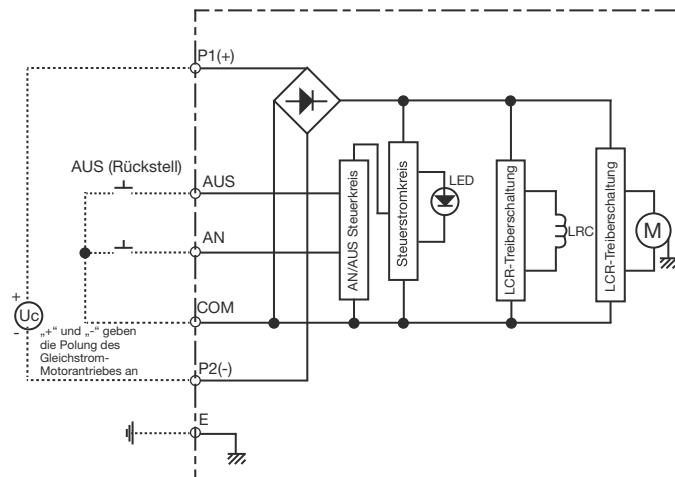 P1(+)
AUS (Rückstell)
AUS
AN
COM
P2(-)
E
+
Uc
-
„+“ und „-“ geben
die Polung des
Gleichstrom-
Motorantriebes an
AN/AUS Steuerkreis
Steuerstromkreis
LED
LCR-Treiberschaltung
LRC
LCR-Treiberschaltung
M